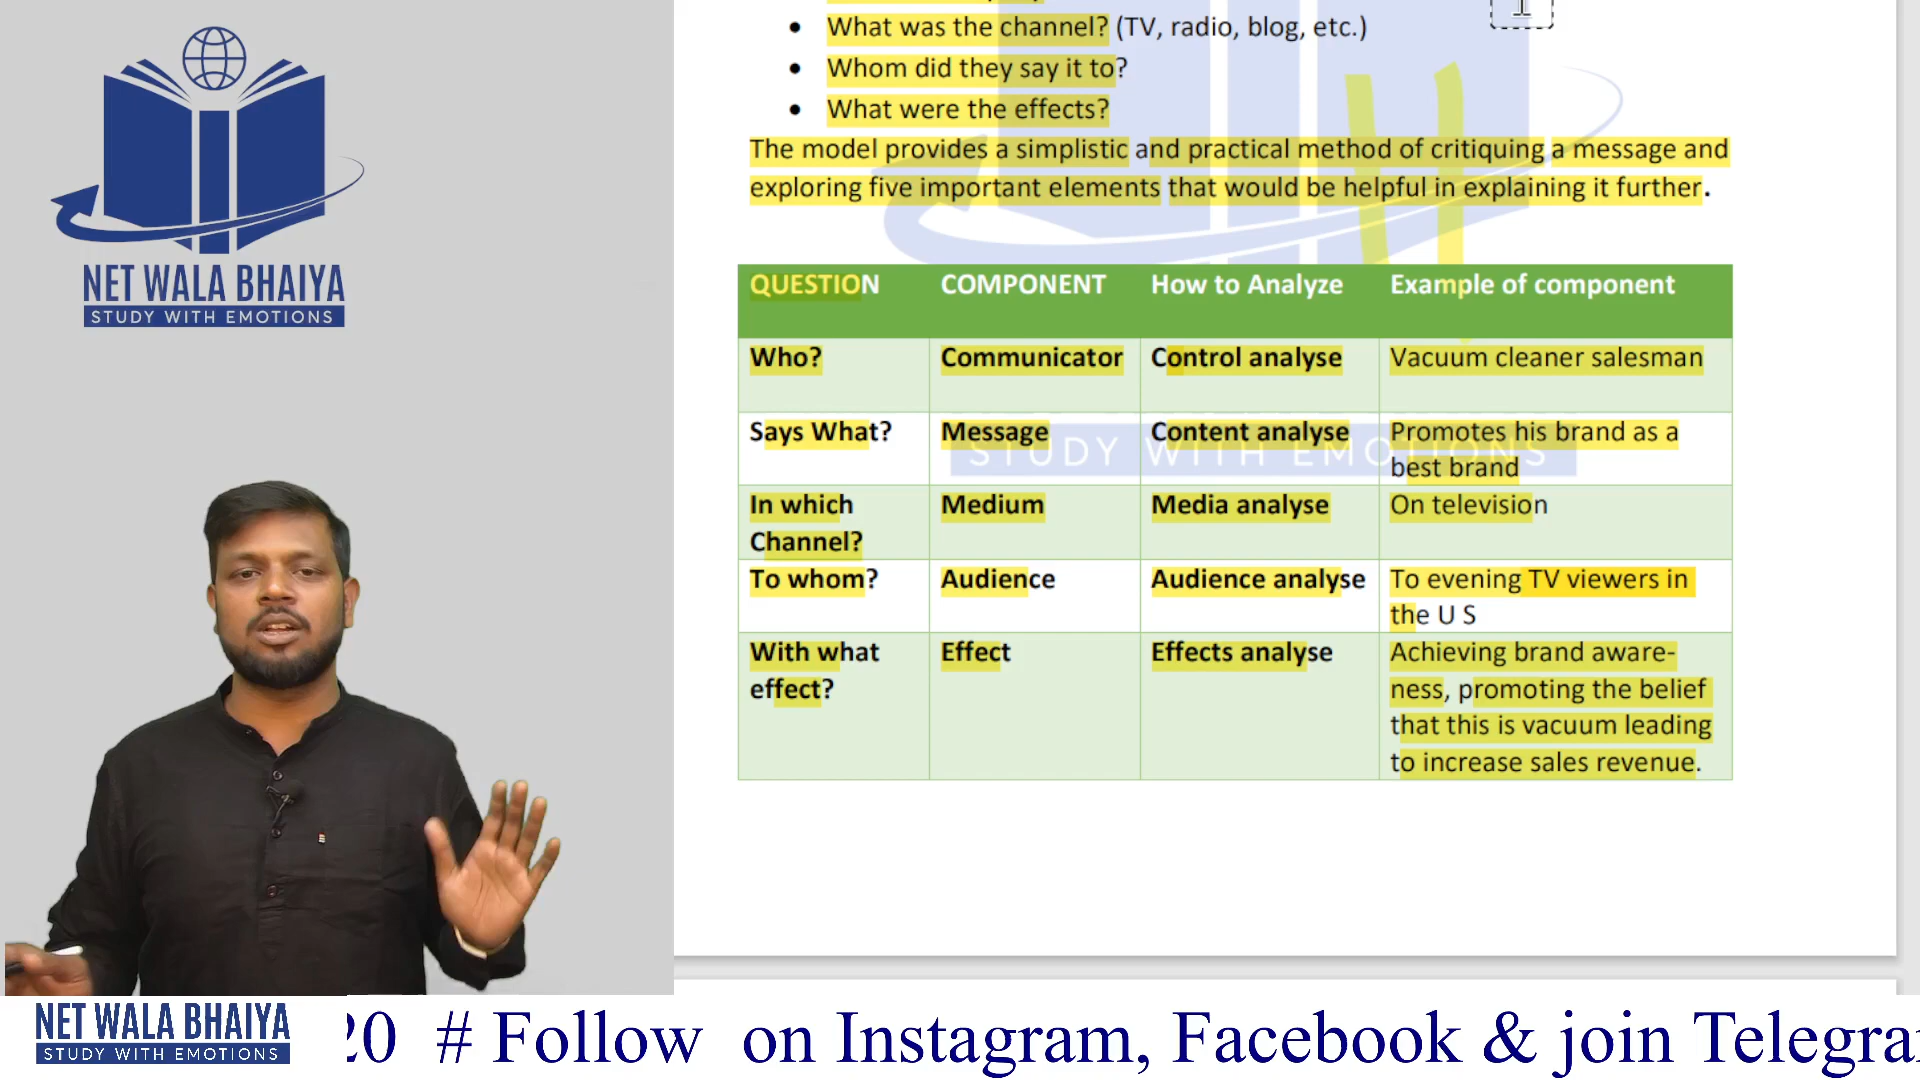 NET WALA BHAIYA
STUDY WITH EMOTIONS
What was the channel? (TV, radio, blog, etc.)
Whom did they say it to?
What were the effects?
The model provides a simplistic and practical method of critiquing a message and
exploring five important elements that would be helpful in explaining it further.
QUESTION COMPONENT How to Analyze Example of component
Who? Communicator Control analyse Vacuum cleaner salesman
Says What? Message Content analyse Promotes his brand as a
best brand
STUDY WITH EMOTIONS
In which Medium Media analyse On television
Channel?
To whom? Audience Audience analyse To evening TV viewers in
the U S
With what Effect Effects analyse Achieving brand aware-
effect? ness, promoting the belief
that this is vacuum leading
to increase sales revenue.
NET WALA BHAIYA
STUDY WITH EMOTIONS
20 # Follow on Instagram, Facebook & join Telegra